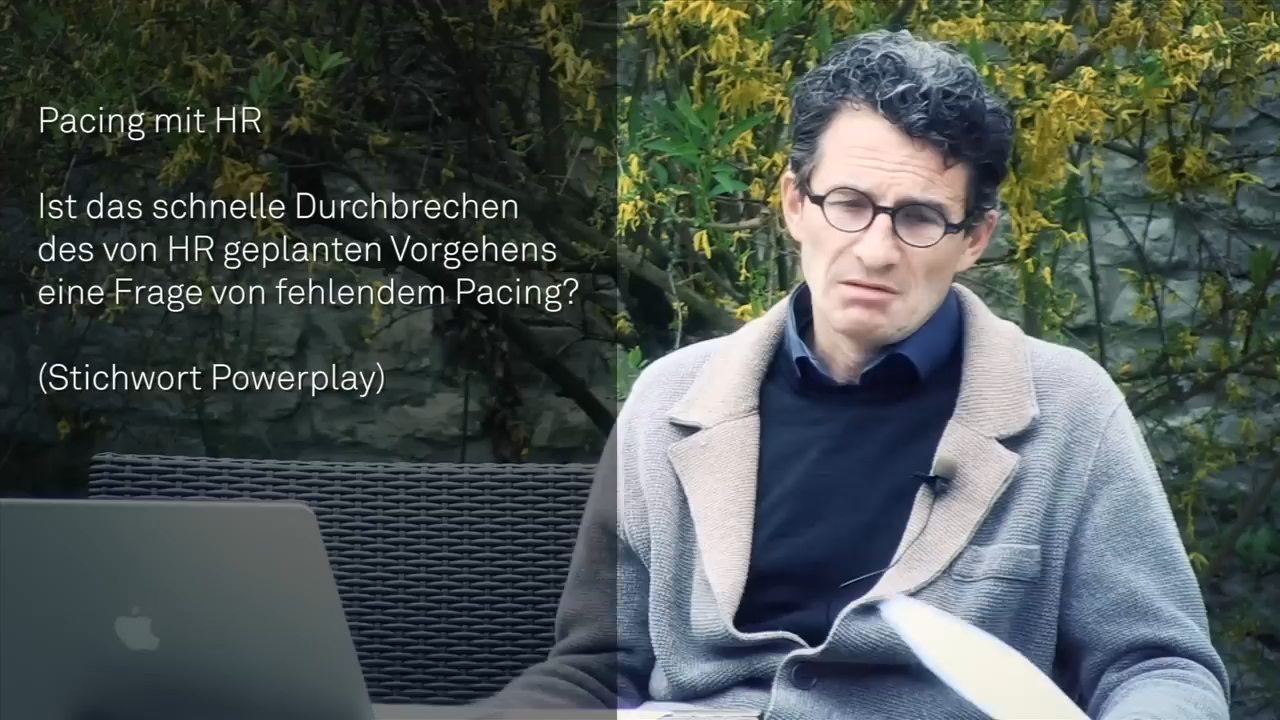 Pacing mit HR
Ist das schnelle Durchbrechen
des von HR geplanten Vorgehens
eine Frage von fehlendem Pacing?
(Stichwort Powerplay)